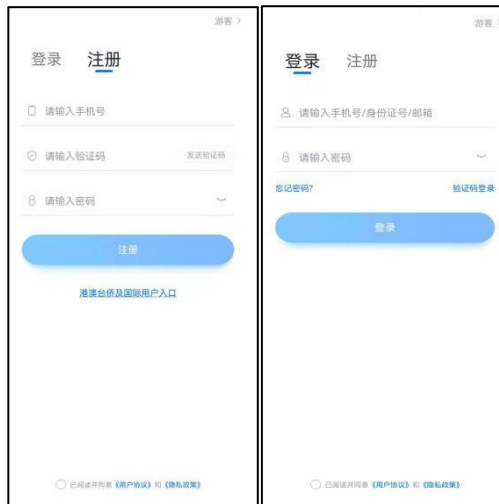 游客 >
登录 注册
请输入手机号
请输入验证码 发送验证码
请输入密码
注册
港澳台侨及国际用户入口
已阅读并同意《用户协议》和《隐私政策》
游客
登录 注册
请输入手机号/身份证号/邮箱
请输入密码
忘记密码? 验证码登录
登录
已阅读并同意《用户协议》和《隐私政策》